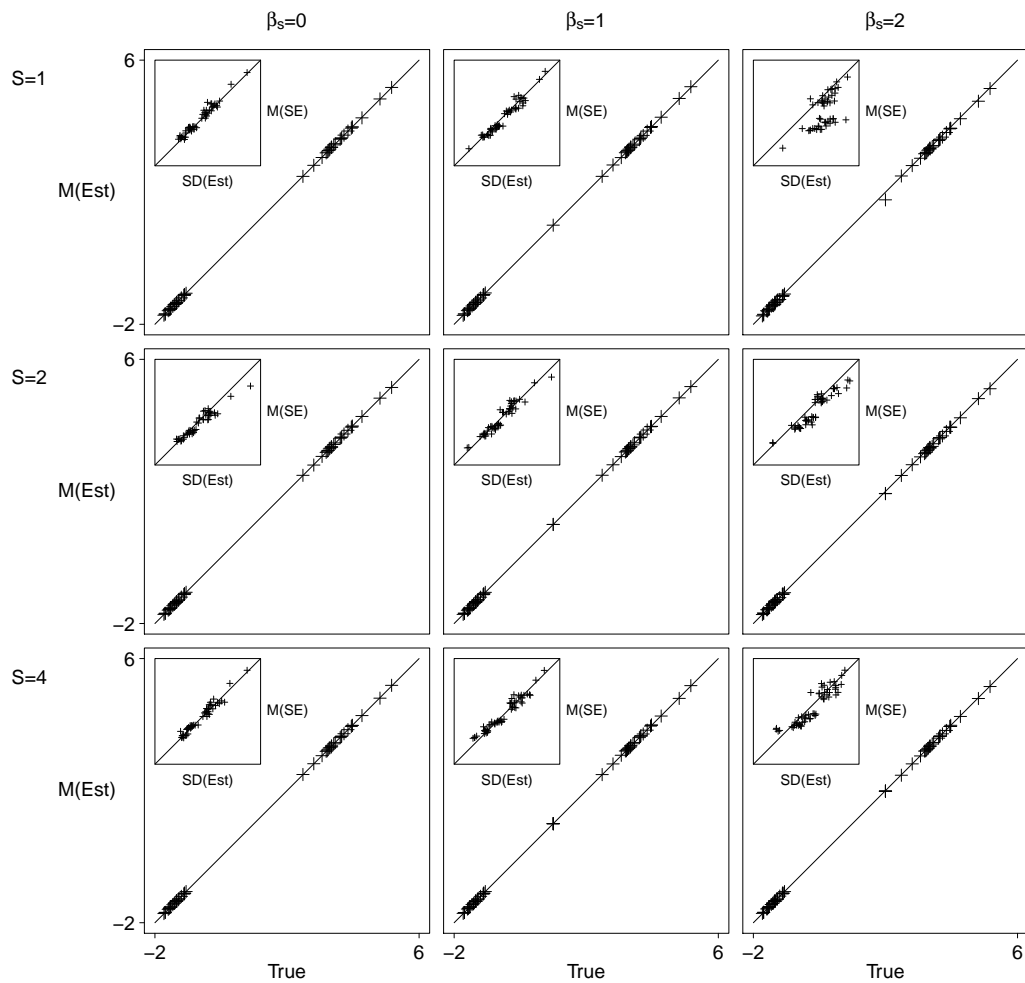 βs=0 βs=1 βs=2
S=1
6
M(SE) M(SE) M(SE)
SD(Est) SD(Est) SD(Est)
M(Est)
−2
S=2
6
M(SE) M(SE) M(SE)
SD(Est) SD(Est) SD(Est)
M(Est)
−2
S=4
6
M(SE) M(SE) M(SE)
SD(Est) SD(Est) SD(Est)
M(Est)
−2
−2 6 −2 6 −2 6
True True True